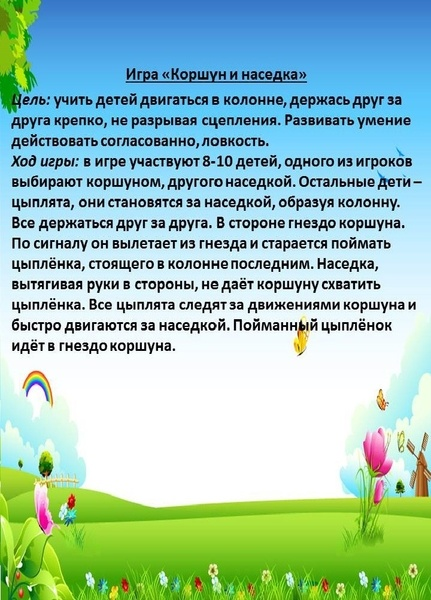 Игра «Коршун и наседка»
Цель: учить детей двигаться в колонне, держась друг за
друга крепко, не разрывая сцепления. Развивать умение
действовать согласованно, ловкость.
Ход игры: в игре участвуют 8-10 детей, одного из игроков
выбирают коршуном, другого наседкой. Остальные дети –
цыплята, они становятся за наседкой, образуя колонну.
Все держаться друг за друга. В стороне гнездо коршуна.
По сигналу он вылетает из гнезда и старается поймать
цыплёнка, стоящего в колонне последним. Наседка,
вытягивая руки в стороны, не даёт коршуну схватить
цыплёнка. Все цыплята следят за движениями коршуна и
быстро двигаются за наседкой. Пойманный цыплёнок
идёт в гнездо коршуна.